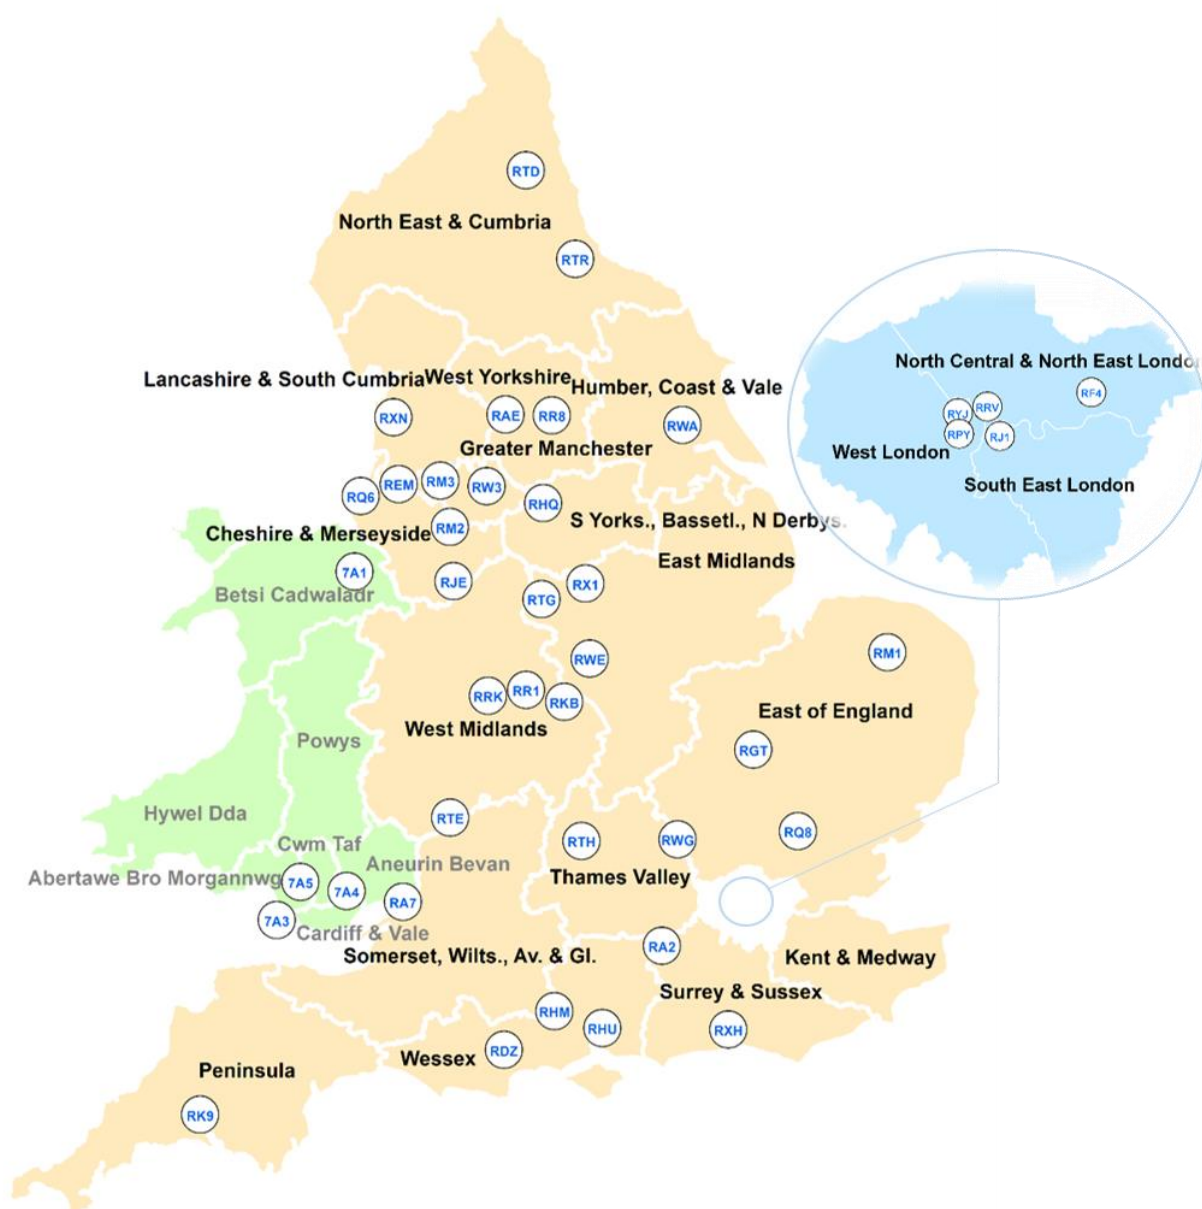 RTD
North East & Cumbria
RTR
Lancashire & South Cumbria
West Yorkshire
Humber, Coast & Vale
RXN
RAE
RR8
RWA
Greater Manchester
RQ6
REM
RM3
RW3
RHQ
S Yorks., Bassetl., N Derbys.
RM2
Cheshire & Merseyside
East Midlands
7A1
RJE
RX1
Betsi Cadwaladr
RTG
RM1
RWE
RRK
RR1
RKB
East of England
West Midlands
Powys
RGT
Hywel Dda
RTE
RTH
RWG
RQ8
Cwm Taf
Aneurin Bevan
Thames Valley
Abertawe Bro Morgannwg
7A5
7A4
RA7
7A3
Cardiff & Vale
RA2
Somerset, Wilts., Av. & Gl.
Kent & Medway
Surrey & Sussex
RHM
RHU
RXH
RDZ
Wessex
Peninsula
RK9
North Central & North East Londo
RF4
RYJ
RRV
RPY
RJ1
West London
South East London